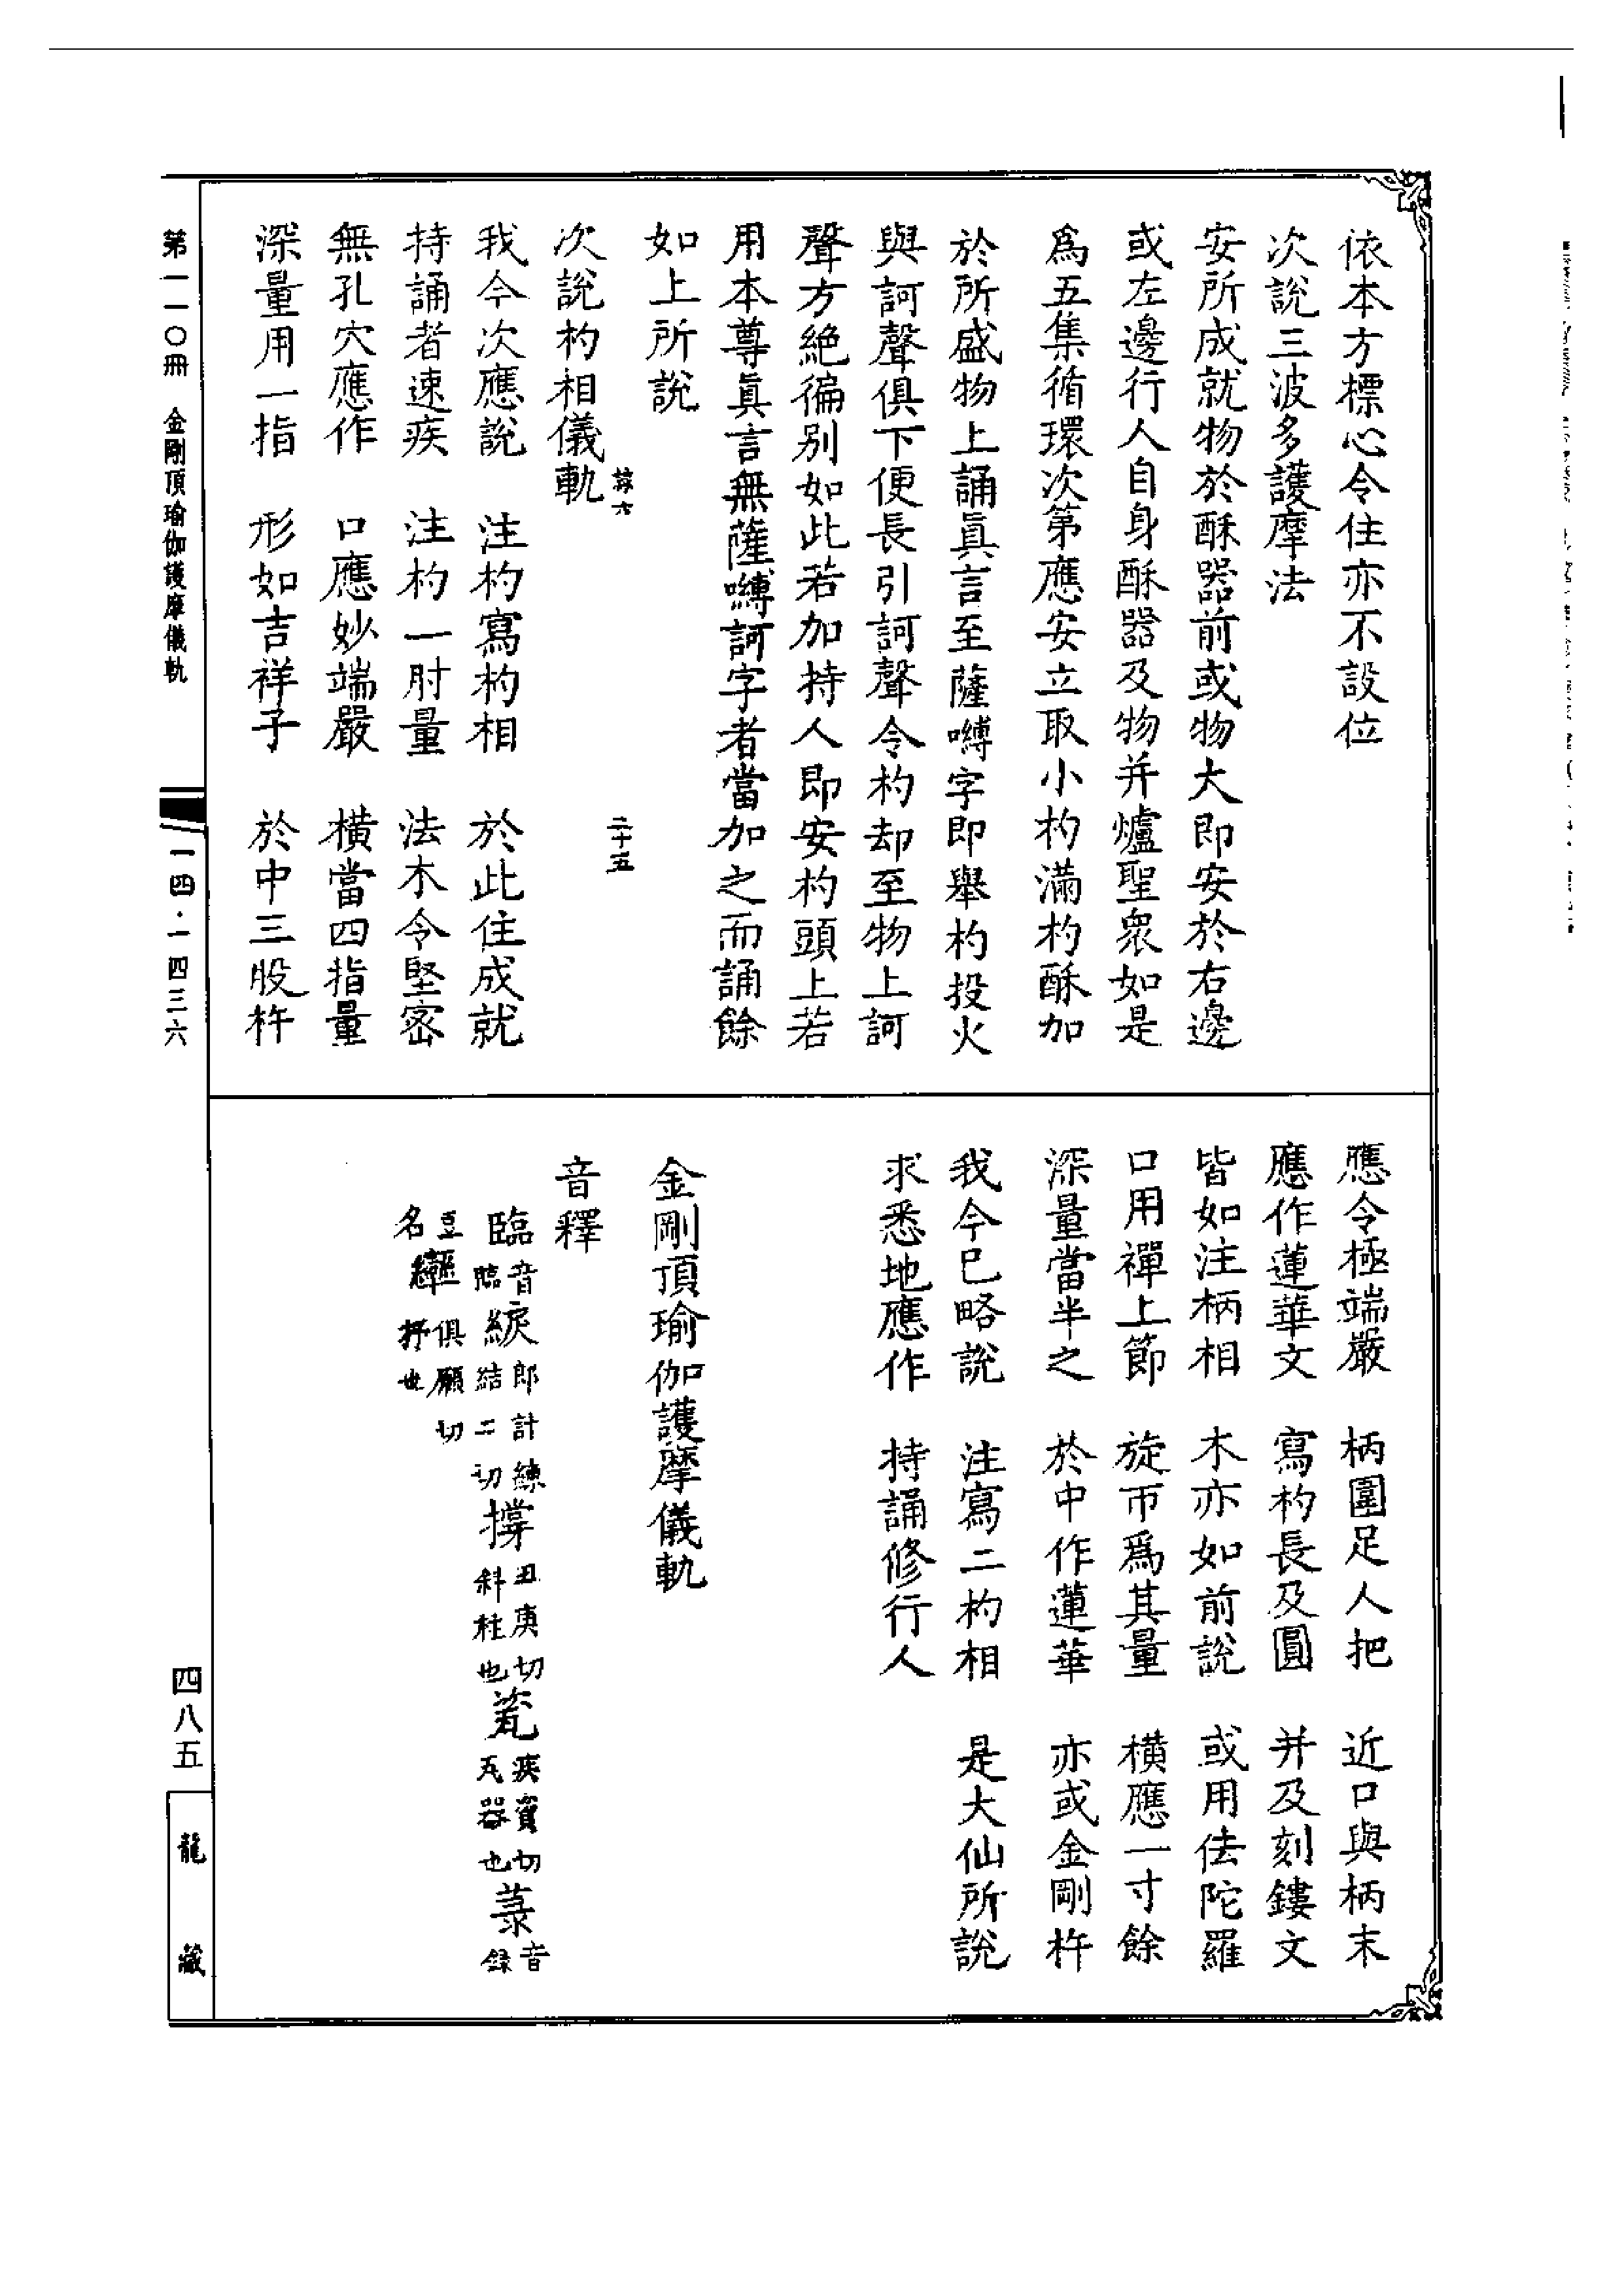 依本方標心令住亦不設位
次說三波多護摩法
安所成就物於酥器前或物大即安於右邊
或左邊行人自身酥器及物并爐聖衆如是
爲五集循環次第應安立取小杓滿杓酥加
於所盛物上誦眞言至薩嚩字即舉杓投火
與訶聲俱下便長引訶聲令杓却至物上訶
聲方絕徧别如此若加持人即安杓頭上若
用本尊眞言無薩嚩訶字者當加之而誦餘
如上所說
二十五
次說杓相儀軌
我今次應說 注杓寫杓相 於此住成就
持誦者速疾 注杓一肘量 法木令堅密
無孔穴應作 口應妙端嚴 橫當四指量
深量用一指 形如吉祥子 於中三股杵
應令極端嚴 柄圍足人把 近口與柄末
應作蓮華文 寫杓長及圓 并及刻鏤文
皆如注柄相 木亦如前說 或用佉陀羅
口用禪上節 旋帀爲其量 橫應一寸餘
深量當半之 於中作蓮華 亦或金剛杵
我今已略說 注寫二杓相 是大仙所說
求悉地應作 持誦修行人
金剛頂瑜伽護摩儀軌
音釋
綟郎計練結二切 撐丑庚切斜柱也 瓷疾資切瓦器也 菉音錄
俱願切抒也
第一一〇冊 金剛頂瑜伽護摩儀軌
一四·一四三六
四八五
龍藏